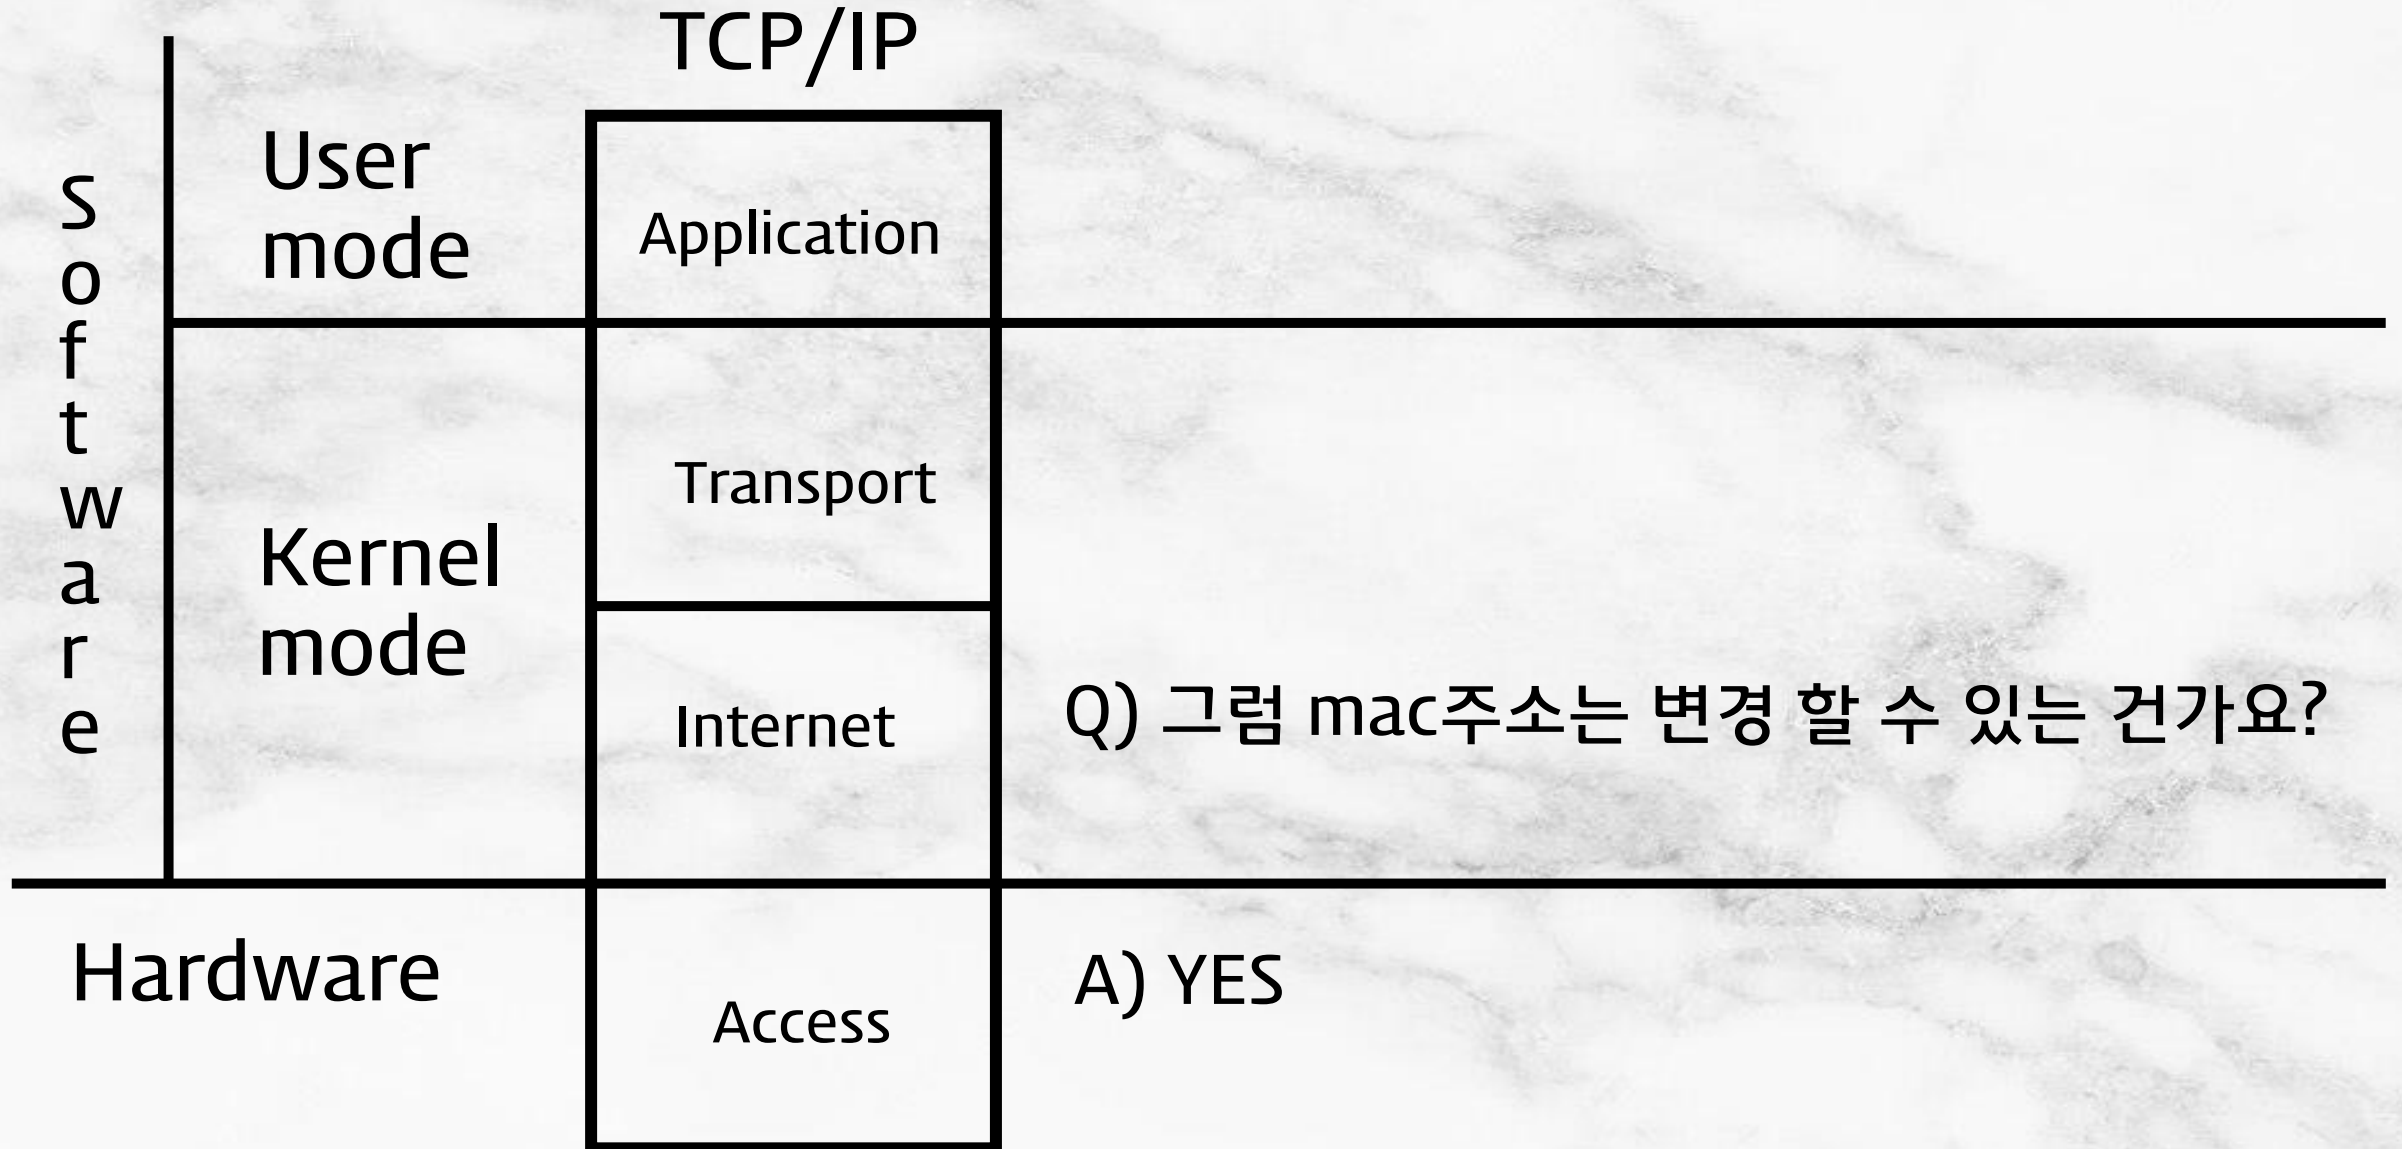 TCP/IP
Software
User
mode
Application
Kernel
mode
Transport
Internet
Q) 그럼 mac주소는 변경 할 수 있는 건가요?
Hardware
Access
A) YES